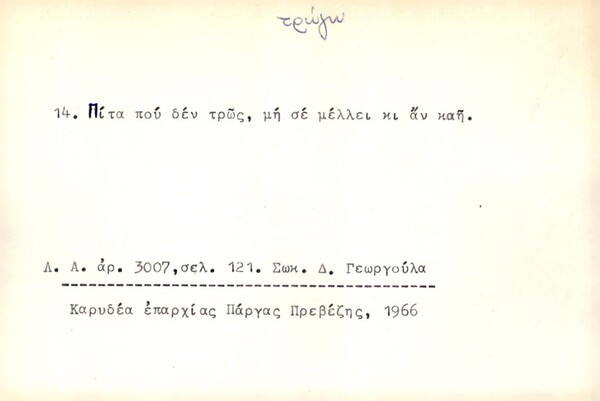 τρώγω
14. Πίτα πού δέν τρῶς, μή σέ μέλλει κι ἄν καῆ.
Λ. Α. ἀρ. 3007,σελ. 121. Σωκ. Δ. Γεωργούλα
Καρυδέα ἐπαρχίας Πάργας Πρεβέζης, 1966